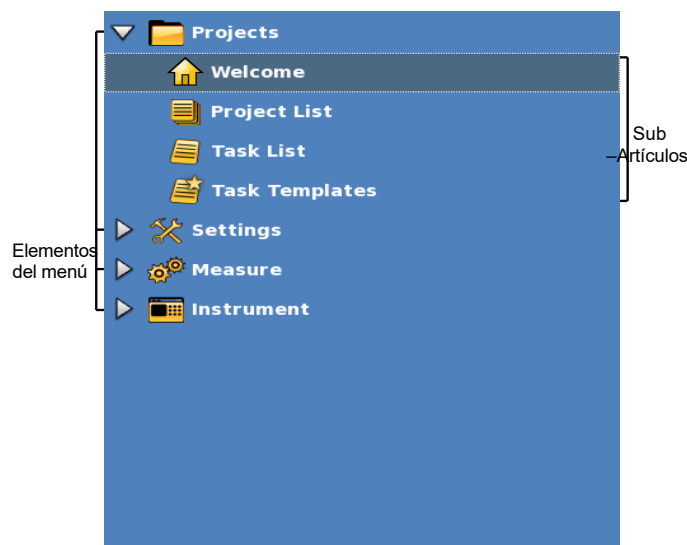 Projects
Welcome
Project List
Task List
Task Templates
Settings
Measure
Instrument
Elementos
del menú
Sub
–Artículos